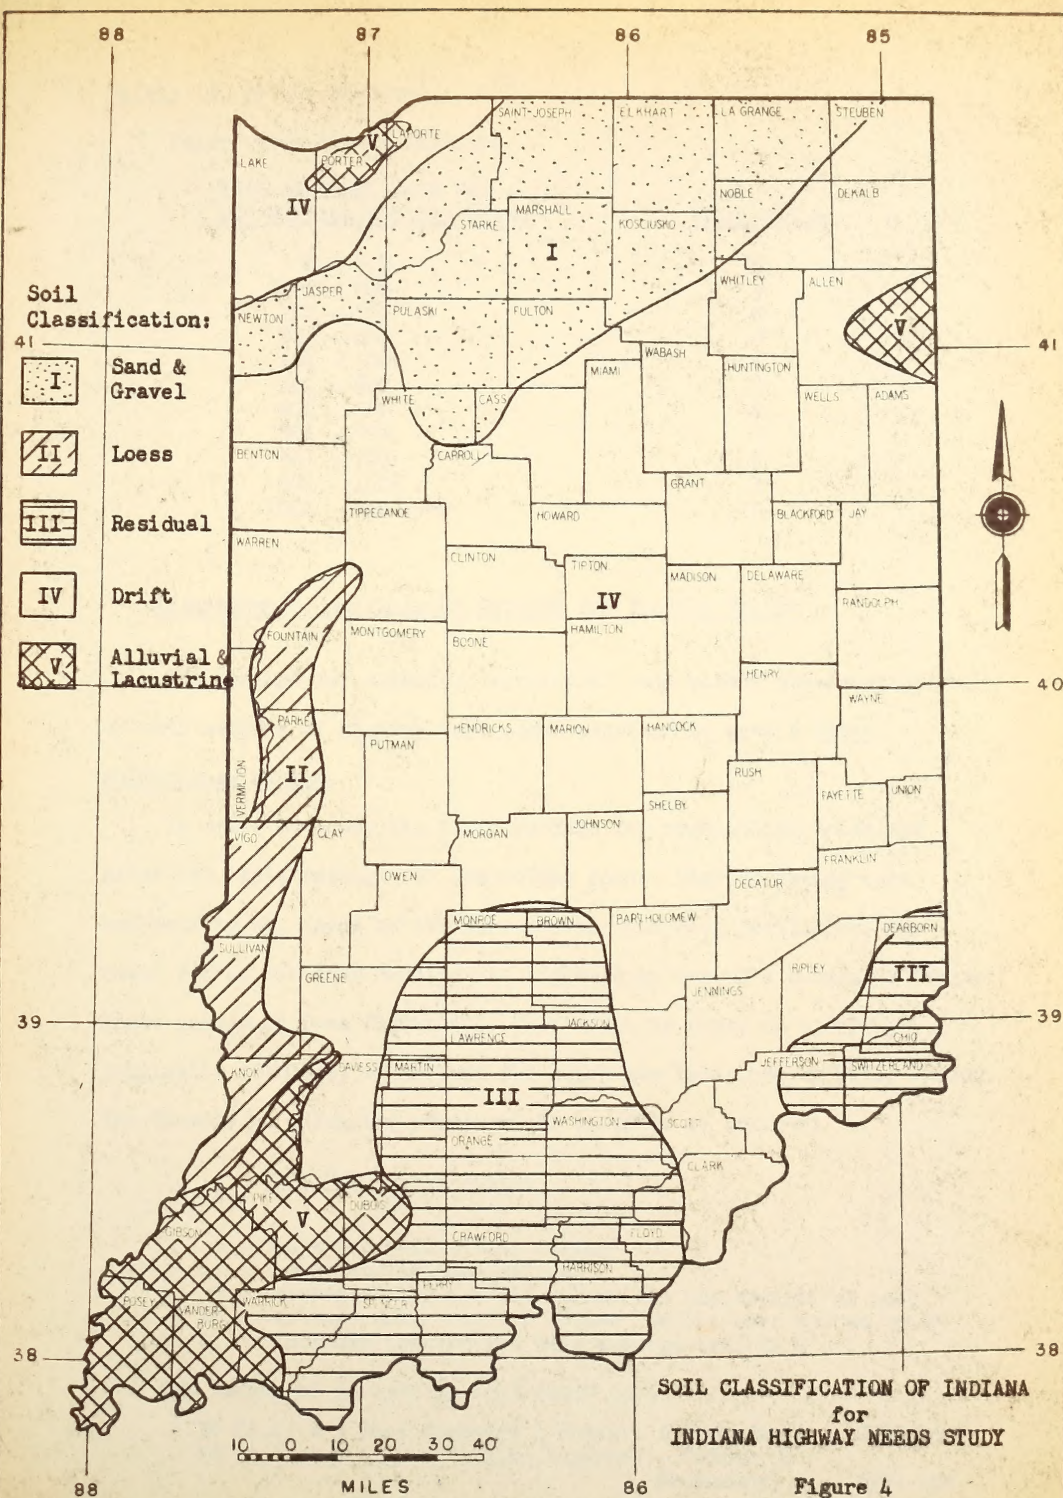 88 87 86 85
SAINT-JOSEPH ELKHART LA GRANGE STEUBEN
V LAPORTE
LAKE PORTER
NOBLE DEKALB
IV
MARSHALL
STARKE KOSCIUSKO
I
WHITLEY ALLEN
Soil
Classification:
JASPER
NEWTON PULASKI FULTON
V
41 41
WABASH
I Sand &
Gravel
MIAMI HUNTINGTON
WHITE CASS WELLS ADAMS
II Loess
BENTON CARROLL
GRANT
III Residual
TIPPECANOE HOWARD BLACKFORD JAY
WARREN
CLINTON TIPTON
MADISON DELAWARE
IV Drift
IV
RANDOLPH
FOUNTAIN MONTGOMERY BOONE HAMILTON
V Alluvial &
Lacustrine
HENRY
40 40
WAYNE
PARKE
PUTMAN HENDRICKS MARION HANCOCK
II
VERMILION
RUSH
FAYETTE UNION
SHELBY
VIGO CLAY MORGAN JOHNSON
FRANKLIN
OWEN DECATUR
MONROE BROWN BARTHOLOMEW
DEARBORN
SULLIVAN
GREENE RIPLEY
III
JENNINGS
39 39
JACKSON
LAWRENCE OHIO
KNOX DAVIESS MARTIN JEFFERSON SWITZERLAND
III
WASHINGTON SCOTT
ORANGE
CLARK
PIKE DUBOIS
V
GIBSON CRAWFORD FLOYD
HARRISON
PERRY
POSEY VANDER-
BURG WARRICK SPENCER
38 38
SOIL CLASSIFICATION OF INDIANA
for
INDIANA HIGHWAY NEEDS STUDY
10 0 10 20 30 40
MILES
88 86
Figure 4